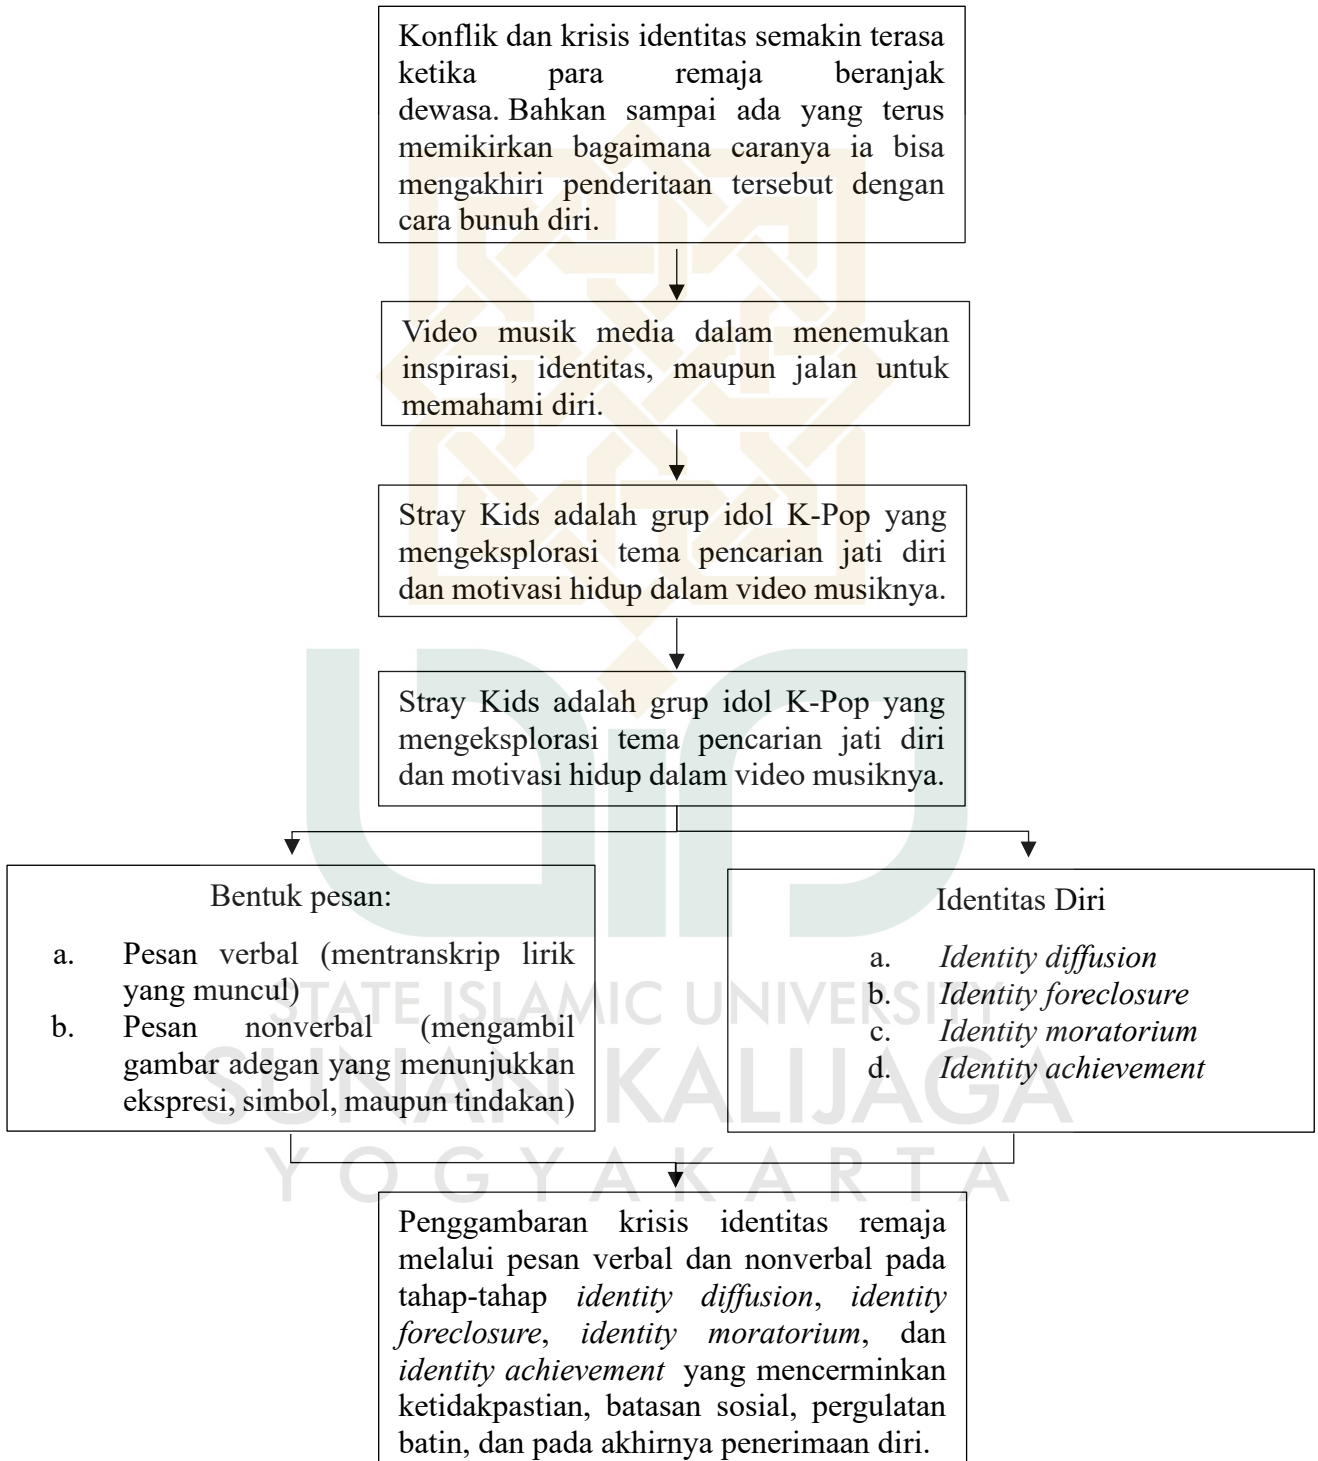 Konflik dan krisis identitas semakin terasa
ketika para remaja beranjak
dewasa. Bahkan sampai ada yang terus
memikirkan bagaimana caranya ia bisa
mengakhiri penderitaan tersebut dengan
cara bunuh diri.
Video musik media dalam menemukan
inspirasi, identitas, maupun jalan untuk
memahami diri.
Stray Kids adalah grup idol K-Pop yang
mengeksplorasi tema pencarian jati diri
dan motivasi hidup dalam video musiknya.
Stray Kids adalah grup idol K-Pop yang
mengeksplorasi tema pencarian jati diri
dan motivasi hidup dalam video musiknya.
Bentuk pesan:
a. Pesan verbal (mentranskrip lirik
yang muncul)
b. Pesan nonverbal (mengambil
gambar adegan yang menunjukkan
ekspresi, simbol, maupun tindakan)
Identitas Diri
a. Identity diffusion
b. Identity foreclosure
c. Identity moratorium
d. Identity achievement
STATE ISLAMIC UNIVERSITY
SUNAN KALIJAGA
YOGYAKARTA
Penggambaran krisis identitas remaja
melalui pesan verbal dan nonverbal pada
tahap-tahap identity diffusion, identity
foreclosure, identity moratorium, dan
identity achievement yang mencerminkan
ketidakpastian, batasan sosial, pergulatan
batin, dan pada akhirnya penerimaan diri.